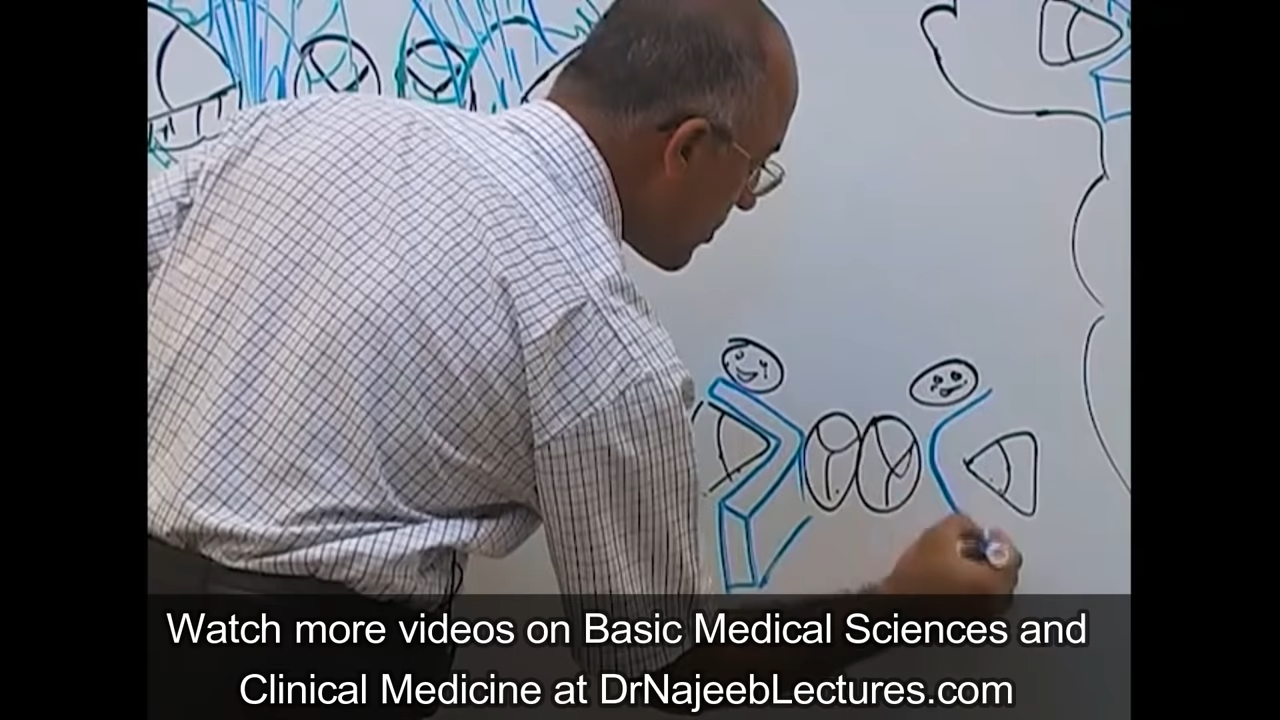 Watch more videos on Basic Medical Sciences and
Clinical Medicine at DrNajeebLectures.com